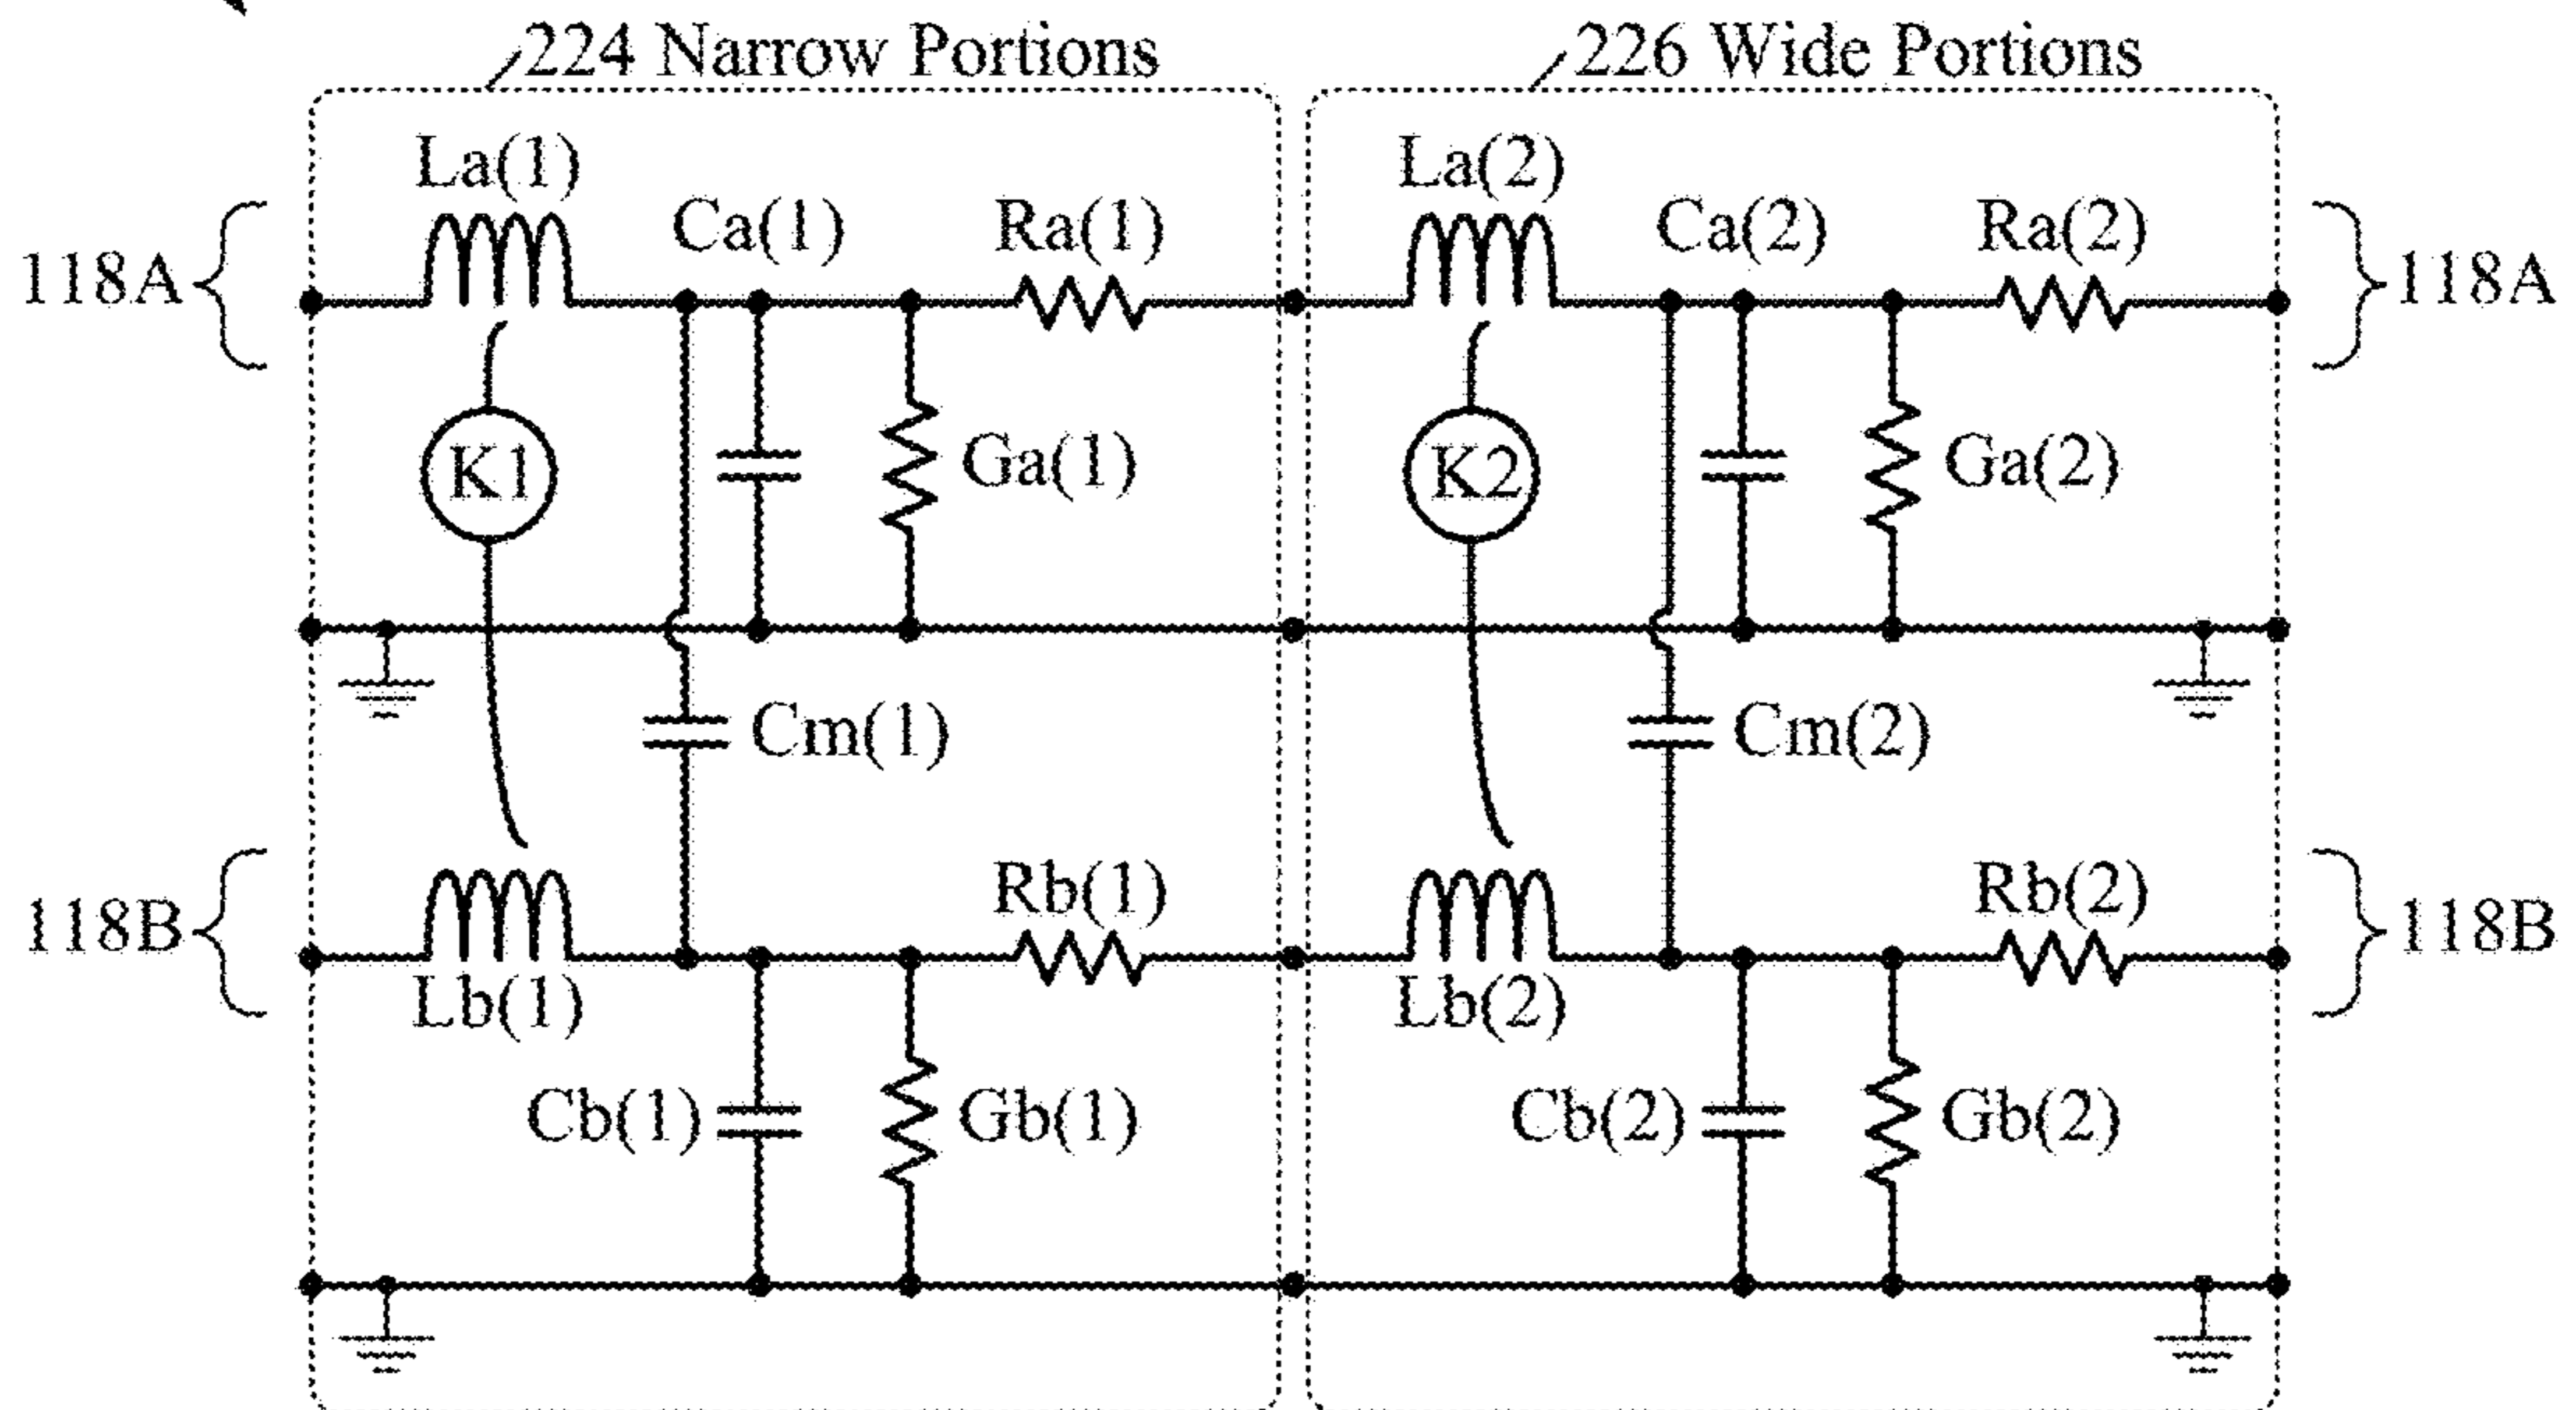 224 Narrow Portions
226 Wide Portions
La(1)
La(2)
Ca(1)
Ra(1)
Ca(2)
Ra(2)
118A
118A
K1
Ga(1)
K2
Ga(2)
Cm(1)
Cm(2)
Rb(1)
Rb(2)
118B
118B
Lb(1)
Lb(2)
Cb(1)
Gb(1)
Cb(2)
Gb(2)